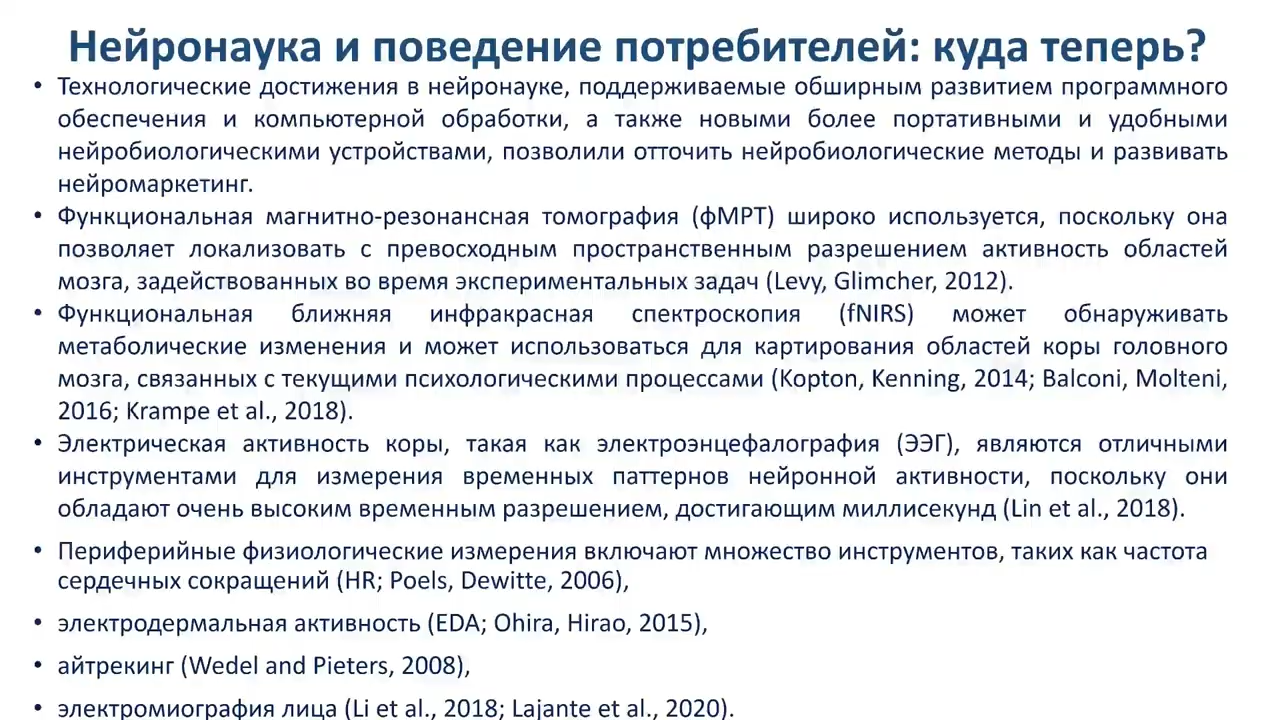 Нейронаука и поведение потребителей: куда теперь?
• Технологические достижения в нейронауке, поддерживаемые обширным развитием программного
обеспечения и компьютерной обработки, а также новыми более портативными и удобными
нейробиологическими устройствами, позволили отточить нейробиологические методы и развивать
нейромаркетинг.
• Функциональная магнитно-резонансная томография (фМРТ) широко используется, поскольку она
позволяет локализовать с превосходным пространственным разрешением активность областей
мозга, задействованных во время экспериментальных задач (Levy, Glimcher, 2012).
• Функциональная ближняя инфракрасная спектроскопия (fNIRS) может обнаруживать
метаболические изменения и может использоваться для картирования областей коры головного
мозга, связанных с текущими психологическими процессами (Kopton, Kenning, 2014; Balconi, Molteni,
2016; Krampe et al., 2018).
• Электрическая активность коры, такая как электроэнцефалография (ЭЭГ), являются отличными
инструментами для измерения временных паттернов нейронной активности, поскольку они
обладают очень высоким временным разрешением, достигающим миллисекунд (Lin et al., 2018).
• Периферийные физиологические измерения включают множество инструментов, таких как частота
сердечных сокращений (HR; Poels, Dewitte, 2006),
• электродермальная активность (EDA; Ohira, Hirao, 2015),
• айтрекинг (Wedel and Pieters, 2008),
• электромиография лица (Li et al., 2018; Lajante et al., 2020).